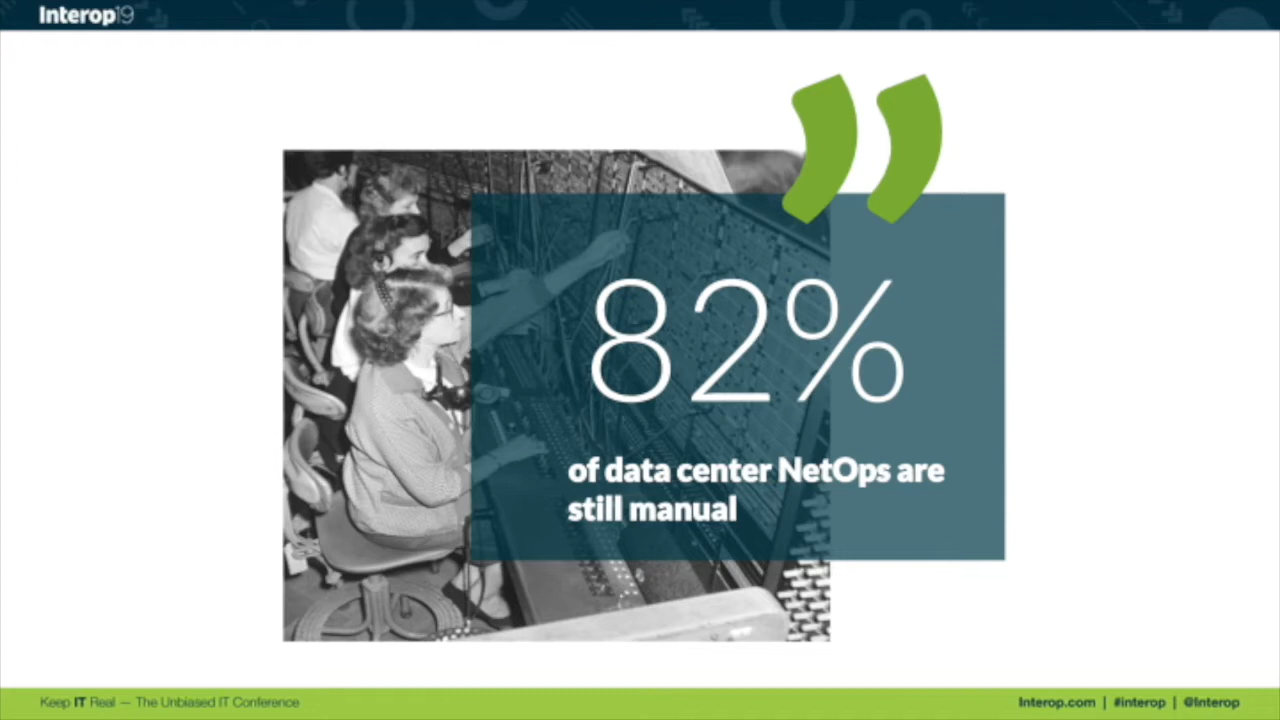 Interop19
82%
of data center NetOps are
still manual
Keep IT Real — The Unbiased IT Conference
Interop.com | #interop | @Interop